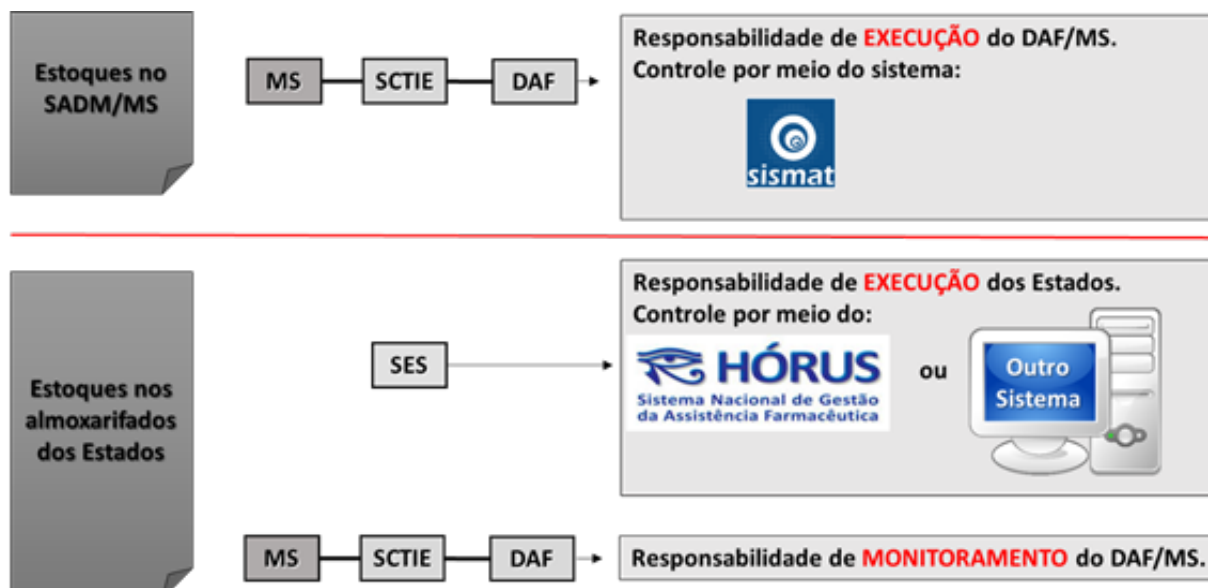 Estoques no
SADM/MS
MS
SCTIE
DAF
Responsabilidade de EXECUÇÃO do DAF/MS.
Controle por meio do sistema:
sismat
Estoques nos
almoxarifados
dos Estados
SES
Responsabilidade de EXECUÇÃO dos Estados.
Controle por meio do:
HÓRUS
Sistema Nacional de Gestão
da Assistência Farmacêutica
ou
Outro
Sistema
MS
SCTIE
DAF
Responsabilidade de MONITORAMENTO do DAF/MS.